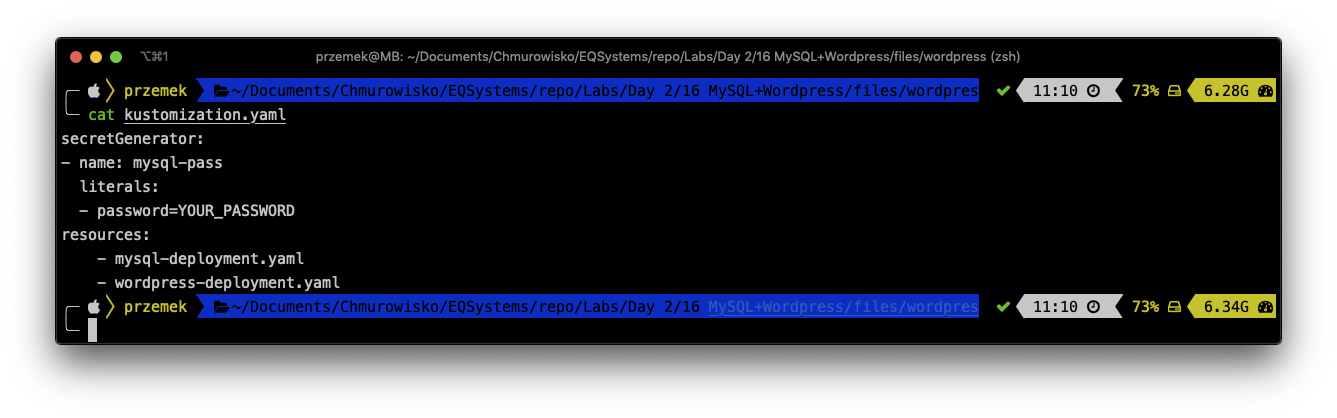 ⌥⌘1 przemek@MB: ~/Documents/Chmurowisko/EQSystems/repo/Labs/Day 2/16 MySQL+Wordpress/files/wordpress (zsh)
przemek ~/Documents/Chmurowisko/EQSystems/repo/Labs/Day 2/16 MySQL+Wordpress/files/wordpres ✔ 11:10 73% 6.28G
cat kustomization.yaml
secretGenerator:
- name: mysql-pass
  literals:
  - password=YOUR_PASSWORD
resources:
    - mysql-deployment.yaml
    - wordpress-deployment.yaml
przemek ~/Documents/Chmurowisko/EQSystems/repo/Labs/Day 2/16 MySQL+Wordpress/files/wordpres ✔ 11:10 73% 6.34G